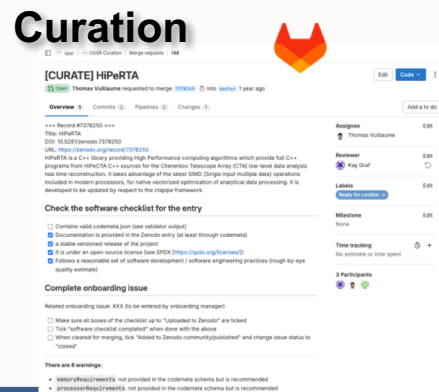 Curation
ossr / OSSR Curation / Merge requests / 148
[CURATE] HiPeRTA
Edit
Code
Open Thomas Vuillaume requested to merge 7378249 into master 1 year ago
Overview 1 Commits 2 Pipelines 2 Changes 1
Add a to do
=== Record #7378250 ===
Title: HiPeRTA
DOI: 10.5281/zenodo.7378250
URL: https://zenodo.org/record/7378250
HiPeRTA is a C++ library providing High Performance computing algorithms which provide full C++
programs from HiPeCTA C++ sources for the Cherenkov Telescope Array (CTA) low-level data analysis
real time reconstruction. It takes advantage of the latest SIMD (Single input multiple data) operations
included in modern processors, for native vectorized optimization of analytical data processing. It is
developed to be updated by respect to the ctappe framework.
Check the software checklist for the entry
Contains valid codemeta.json (see validator output)
Documentation is provided in the Zenodo entry (at least through codemeta)
a stable versioned release of the project
It is under an open-source license (see SPDX [https://spdx.org/licenses/])
Follows a reasonable set of software development / software engineering practices (rough by-eye
quality estimate)
Complete onboarding issue
Related onboarding issue: XXX (to be entered by onboarding manager)
Make sure all boxes of the checklist up to "Uploaded to Zenodo" are ticked
Tick "software checklist completed" when done with the above
When cleared for merging, tick "Added to Zenodo community/published" and change issue status to
"closed"
There are 8 warnings:
memoryRequirements not provided in the codemeta schema but is recommended
processorRequirements not provided in the codemeta schema but is recommended
Assignee
Edit
Thomas Vuillaume
Reviewer
Edit
Kay Graf
Labels
Edit
Ready for curation ×
Milestone
Edit
None
Time tracking
+
No estimate or time spent
3 Participants